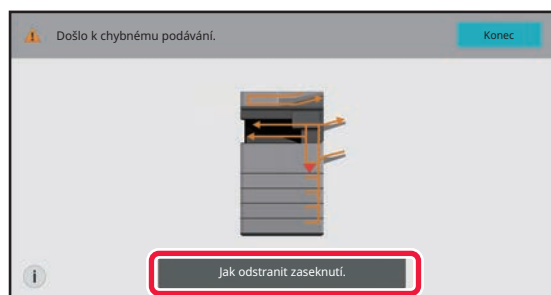 Došlo k chybnému podávání.
Konec
Jak odstranit zaseknutí.
i